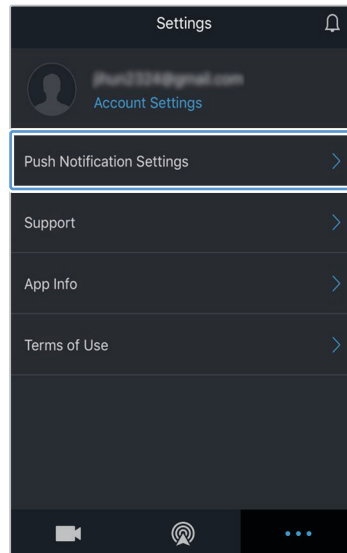 Settings
Account Settings
Push Notification Settings
Support
App Info
Terms of Use